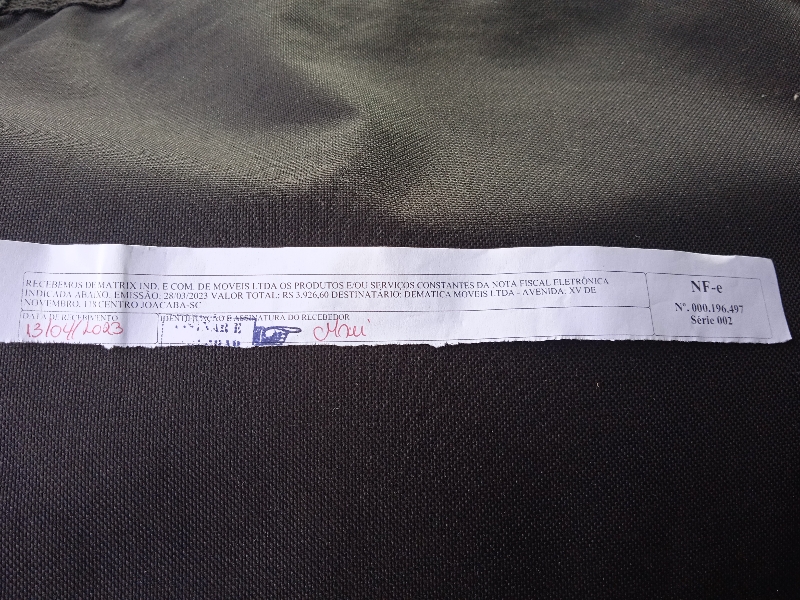 RECEBEMOS DE MATRIX IND. E COM. DE MOVEIS LTDA OS PRODUTOS E/OU SERVIÇOS CONSTANTES DA NOTA FISCAL ELETRÔNICA
INDICADA ABAIXO. EMISSÃO: 28/03/2023 VALOR TOTAL: R$ 3.926,60 DESTINATÁRIO: DEMATICA MOVEIS LTDA - AVENIDA, XV DE
NOVEMBRO, CENTRO JOACABA-SC
DATA DE RECEBIMENTO
13/04/2023
IDENTIFICAÇÃO E ASSINATURA DO RECEBEDOR
NF-e
Nº. 000.196.497
Série 002